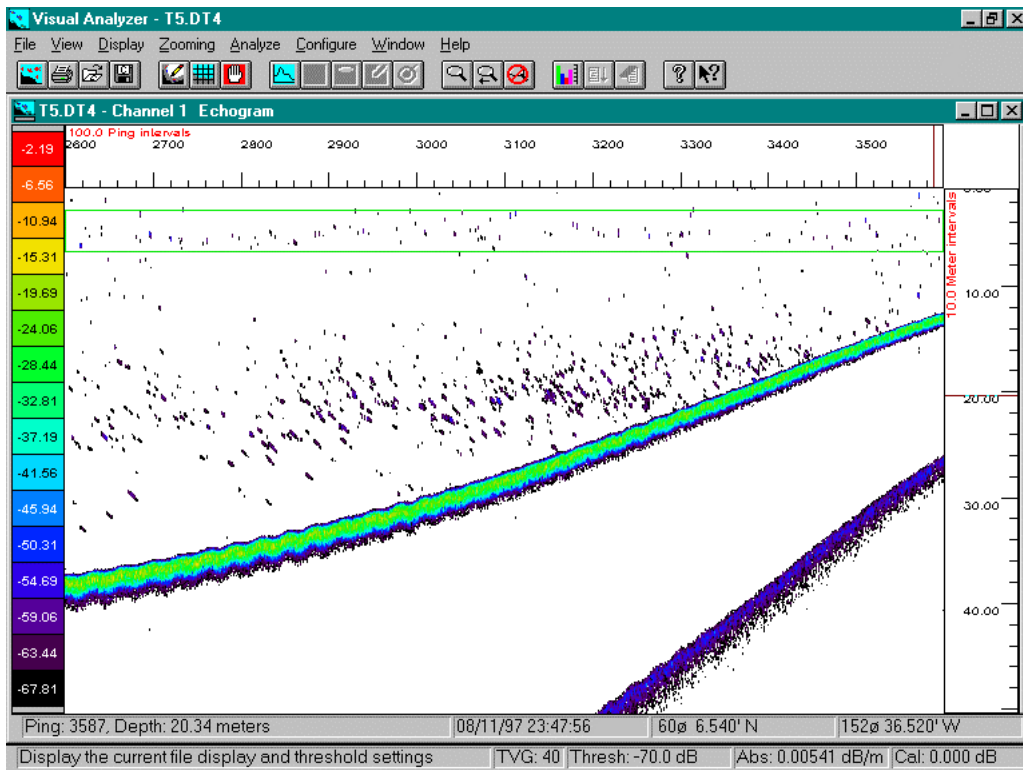 Visual Analyzer - T5.DT4
File View Display Zooming Analyze Configure Window Help
T5.DT4 - Channel 1 Echogram
100.0 Ping intervals
2600 2700 2800 2900 3000 3100 3200 3300 3400 3500
-2.19
-6.56
-10.94
-15.31
-19.69
-24.06
-28.44
-32.81
-37.19
-41.56
-45.94
-50.31
-54.69
-59.06
-63.44
-67.81
10.0 Meter intervals
10.00
20.00
30.00
40.00
Ping: 3587, Depth: 20.34 meters 08/11/97 23:47:56 60ø 6.540' N 152ø 36.520' W
Display the current file display and threshold settings TVG: 40 Thresh: -70.0 dB Abs: 0.00541 dB/m Cal: 0.000 dB